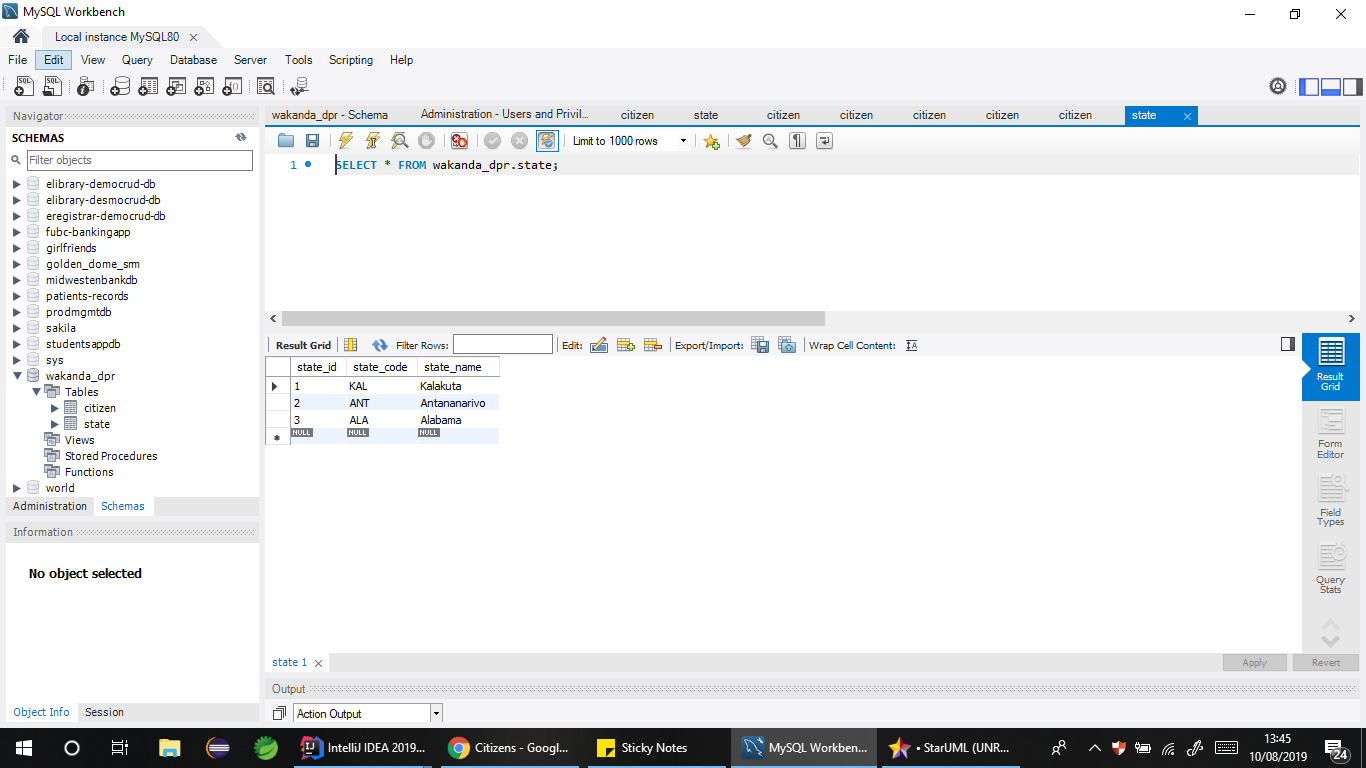 MySQL Workbench
Local instance MySQL80
File Edit View Query Database Server Tools Scripting Help
Navigator
SCHEMAS
Filter objects
elibrary-democrud-db
elibrary-desmocrud-db
eregistrar-democrud-db
fubc-bankingapp
girlfriends
golden_dome_srm
midwestenbankdb
patients-records
prodmgmtdb
sakila
studentsappdb
sys
wakanda_dpr
Tables
citizen
state
Views
Stored Procedures
Functions
world
Administration Schemas
Information
No object selected
Object Info Session
wakanda_dpr - Schema Administration - Users and Privil... citizen state citizen citizen citizen citizen citizen state
Limit to 1000 rows
1 SELECT * FROM wakanda_dpr.state;
Result Grid Filter Rows: Edit: Export/Import: Wrap Cell Content:
state_id state_code state_name
1 KAL Kalakuta
2 ANT Antananarivo
3 ALA Alabama
NULL NULL NULL
Result
Grid
Form
Editor
Field
Types
Query
Stats
state 1
Apply Revert
Output
Action Output
IntelliJ IDEA 2019... Citizens - Googl... Sticky Notes MySQL Workben... • StarUML (UNR...
13:45
10/08/2019
24